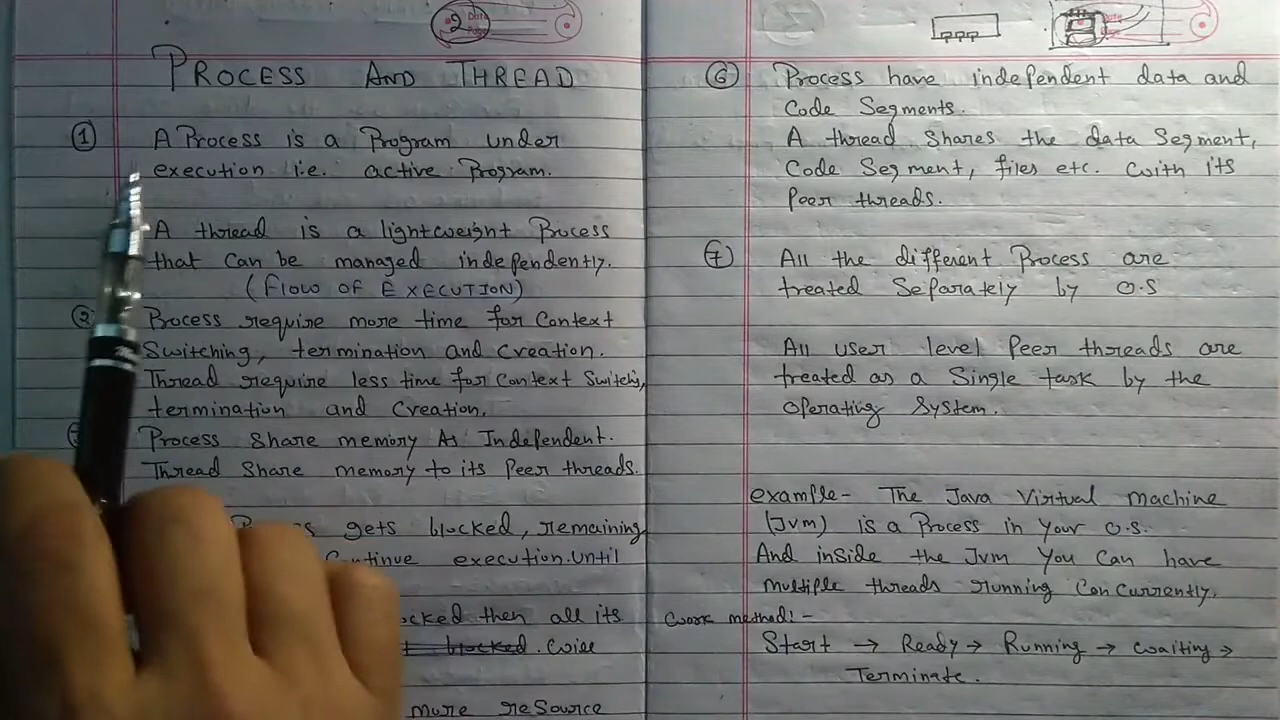 2
PROCESS AND THREAD
① A Process is a Program under
execution i.e. active Program.
A thread is a lightweight Process
that can be managed independently.
(FLOW OF EXECUTION)
② Process require more time for Context
Switching, termination and Creation.
Thread require less time for Context Switch,
termination and Creation.
Process Share memory As Independent.
Thread Share memory to its Peer threads.
gets blocked, remaining
execution. Until
then all its
blocked. will
more resource
⑥ Process have independent data and
Code Segments.
A thread Shares the data Segment,
Code Segment, files etc. with its
Peer threads.
⑦ All the different Process are
treated Separately by O.S
All user level Peer threads are
treated as a Single task by the
Operating System.
example- The Java Virtual machine
(Jvm) is a Process in Your O.S.
And inside the Jvm You Can have
multiple threads running Concurrently.
Work method:-
Start → Ready → Running → Waiting →
Terminate.